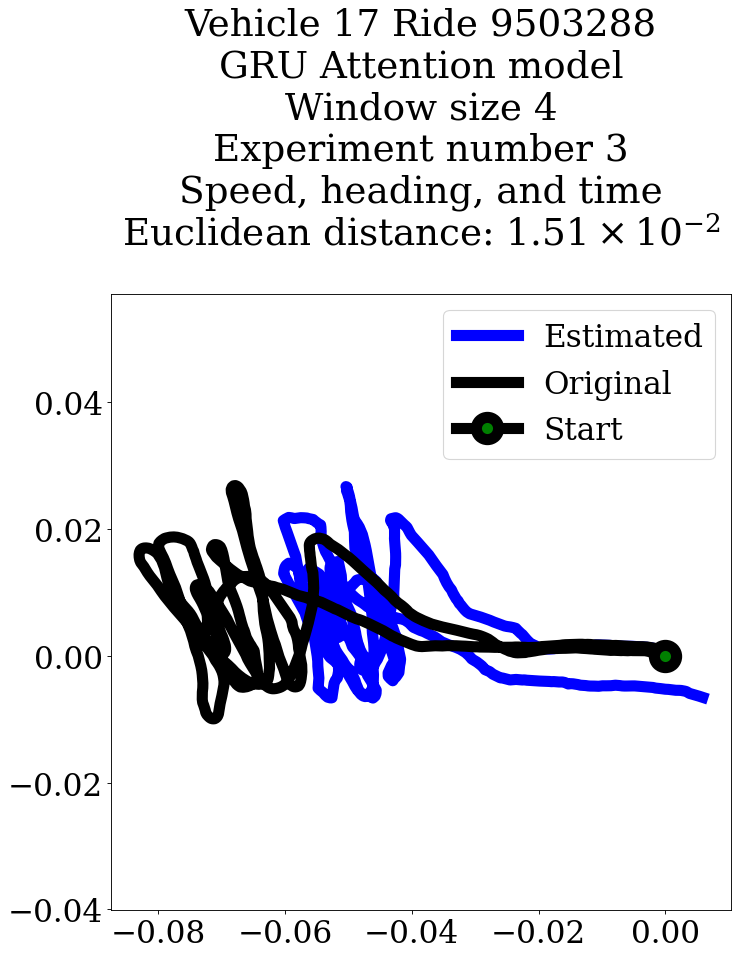 Vehicle 17 Ride 9503288
GRU Attention model
Window size 4
Experiment number 3
Speed, heading, and time
Euclidean distance: 1.51 × 10⁻²
Estimated
Original
Start
0.04
0.02
0.00
−0.02
−0.04
−0.08
−0.06
−0.04
−0.02
0.00